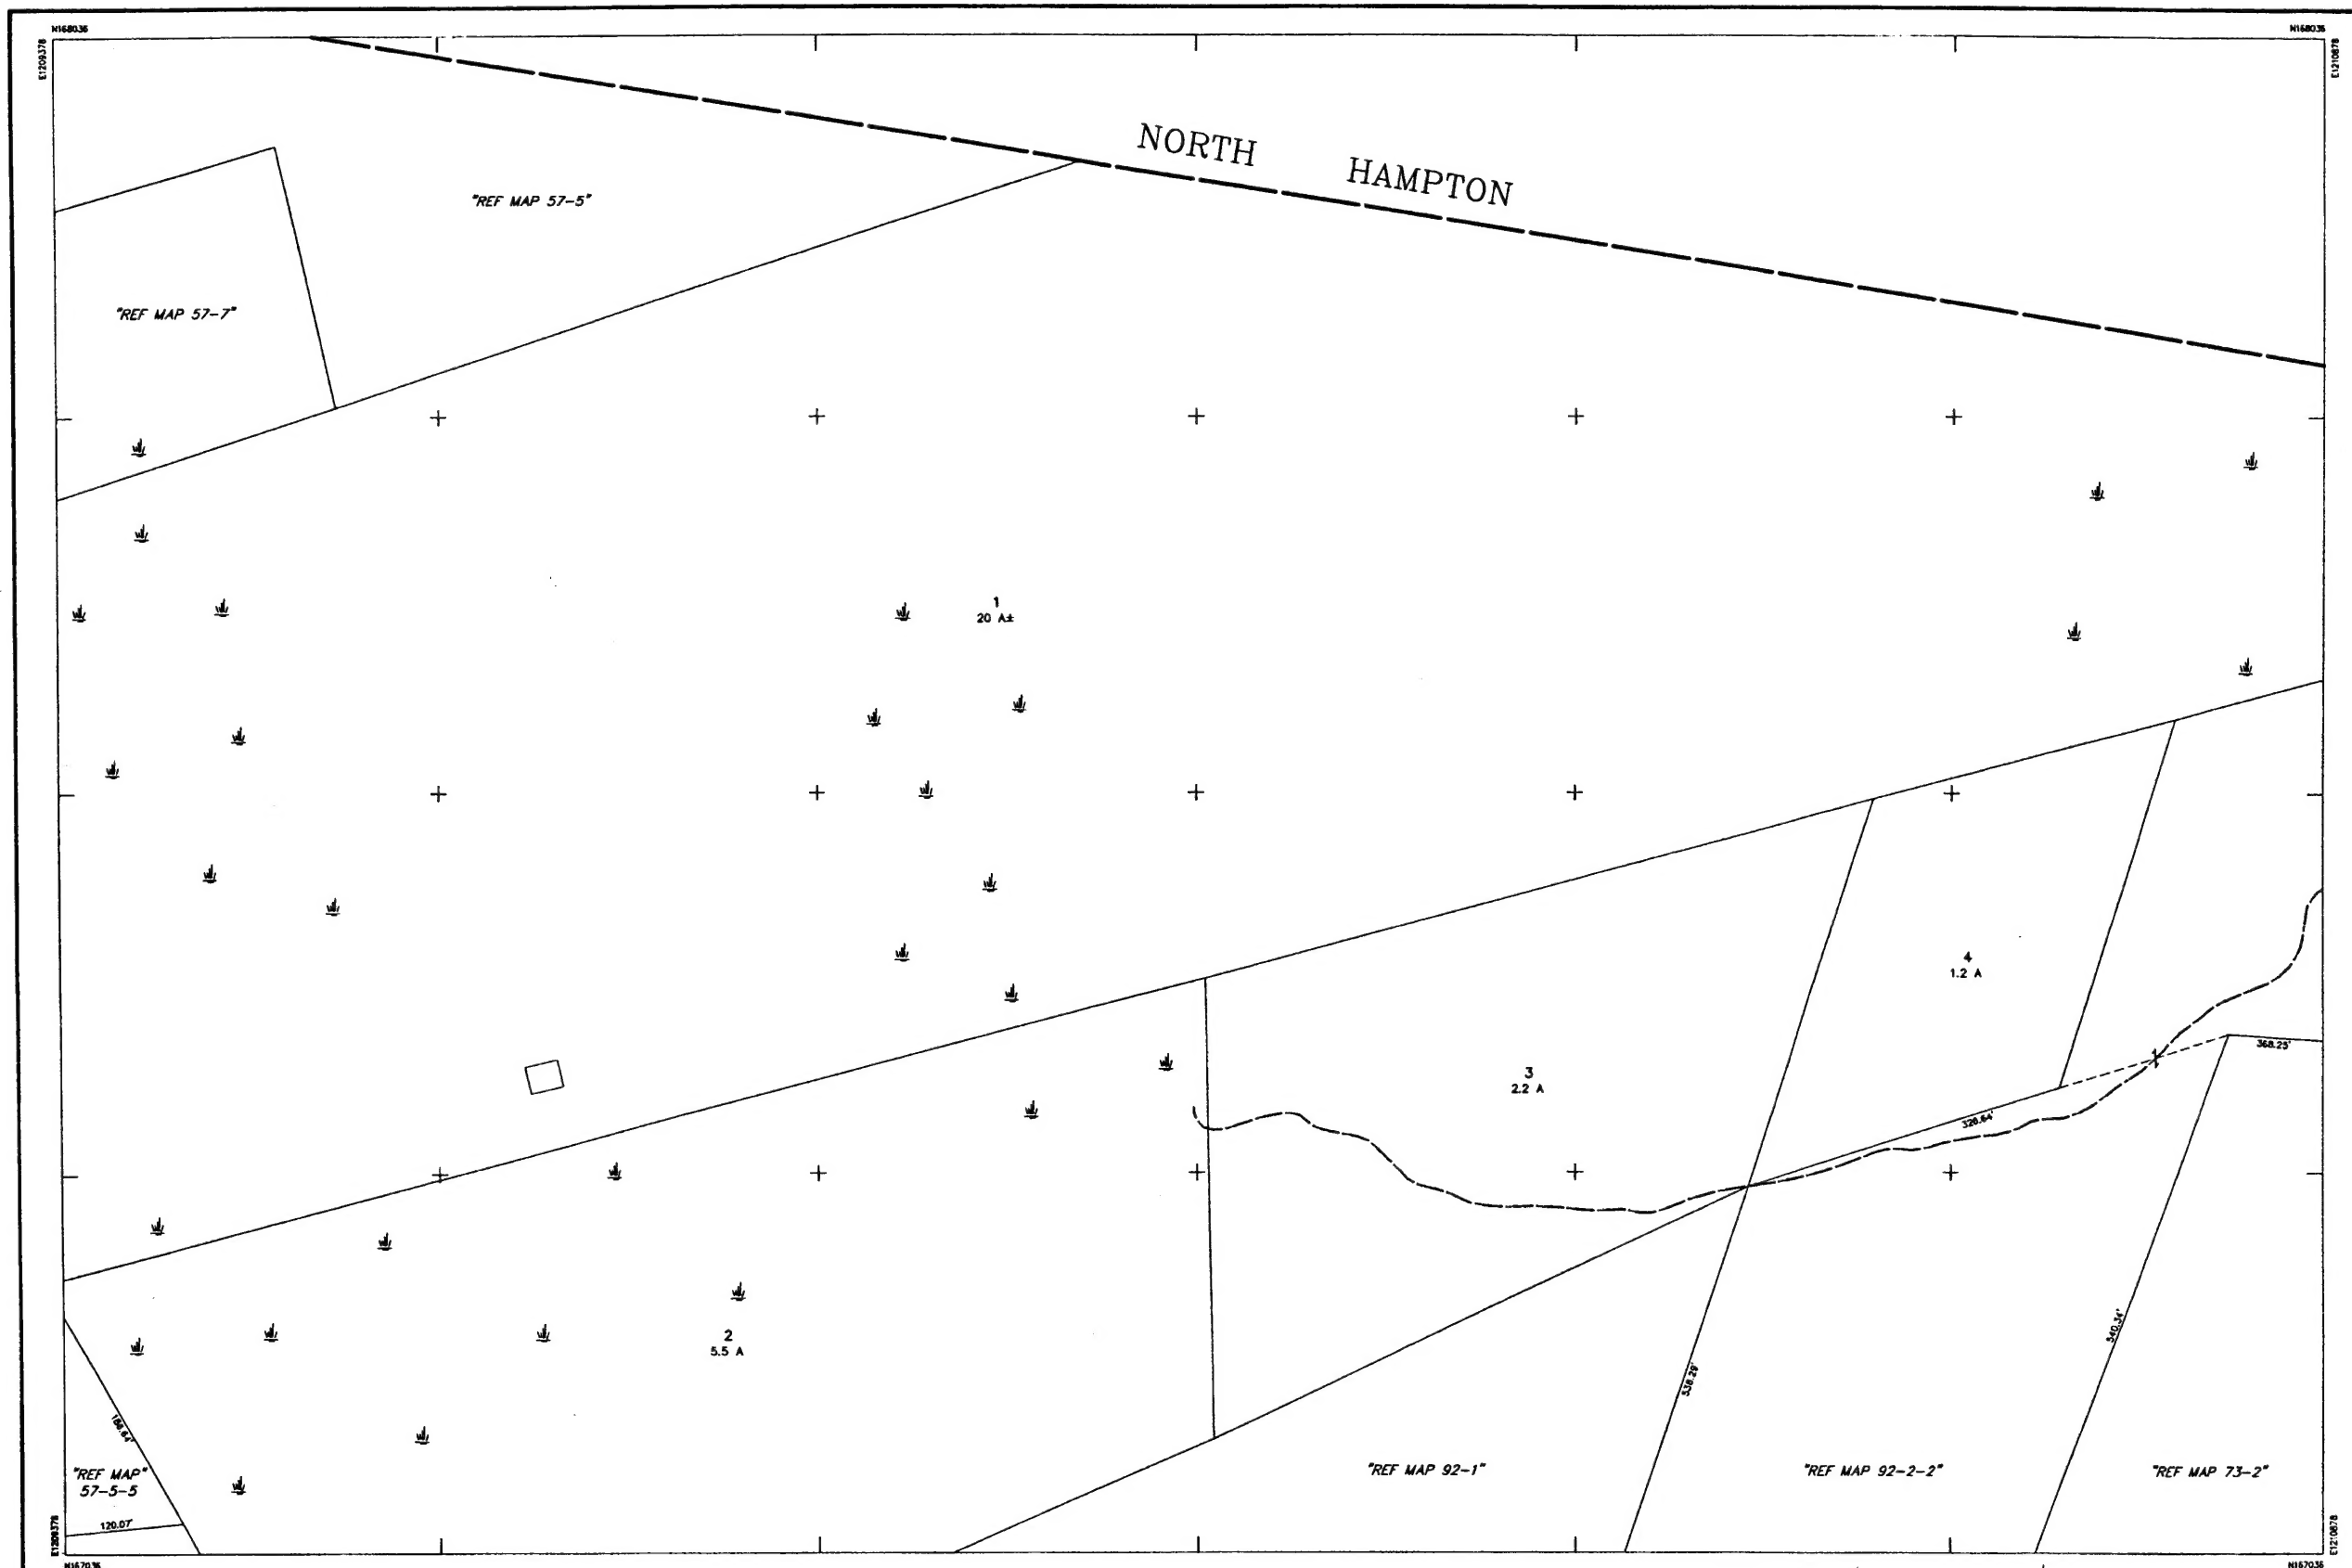 N168036
N168036
E1209378
E1210878
NORTH HAMPTON
"REF MAP 57-5"
"REF MAP 57-7"
1
20 A±
4
1.2 A
368.25'
3
2.2 A
320.64'
2
5.5 A
540.34'
538.29'
"REF MAP 92-1"
"REF MAP 92-2-2"
"REF MAP 73-2"
"REF MAP"
57-5-5
120.07'
E1209378
E1210878
N167036
N167036